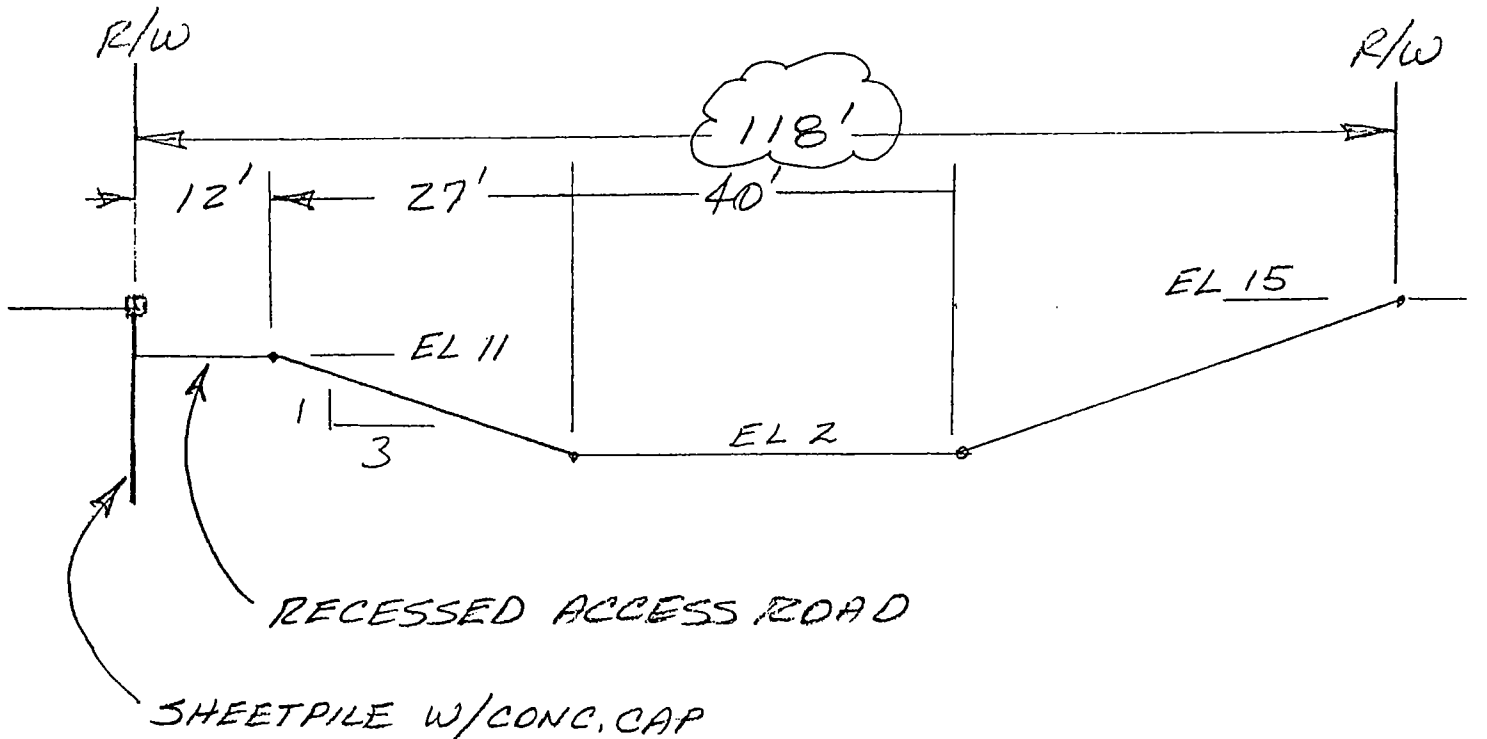 R/W
R/W
118'
12'
27'
40'
EL 15
EL 11
1
3
EL 2
RECESSED ACCESS ROAD
SHEETPILE W/CONC. CAP